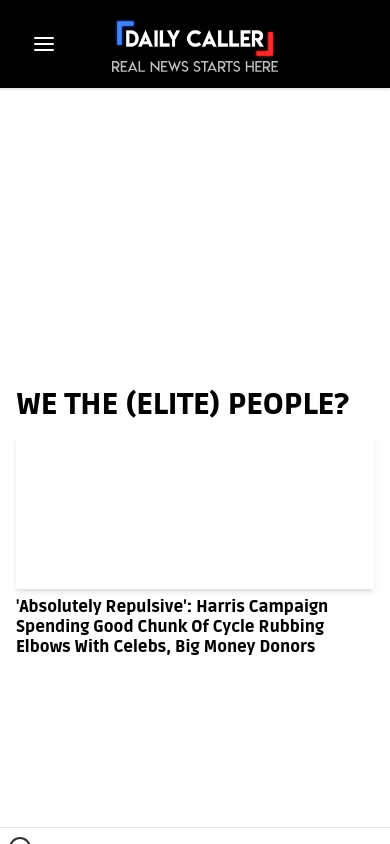 DAILY CALLER
REAL NEWS STARTS HERE
WE THE (ELITE) PEOPLE?
'Absolutely Repulsive': Harris Campaign
Spending Good Chunk Of Cycle Rubbing
Elbows With Celebs, Big Money Donors